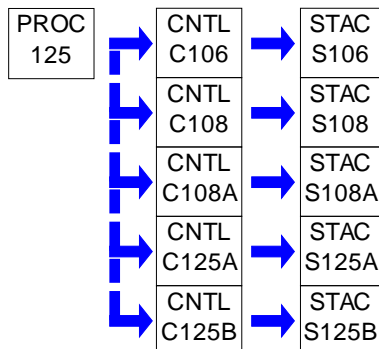 PROC
125
CNTL
C106
STAC
S106
CNTL
C108
STAC
S108
CNTL
C108A
STAC
S108A
CNTL
C125A
STAC
S125A
CNTL
C125B
STAC
S125B